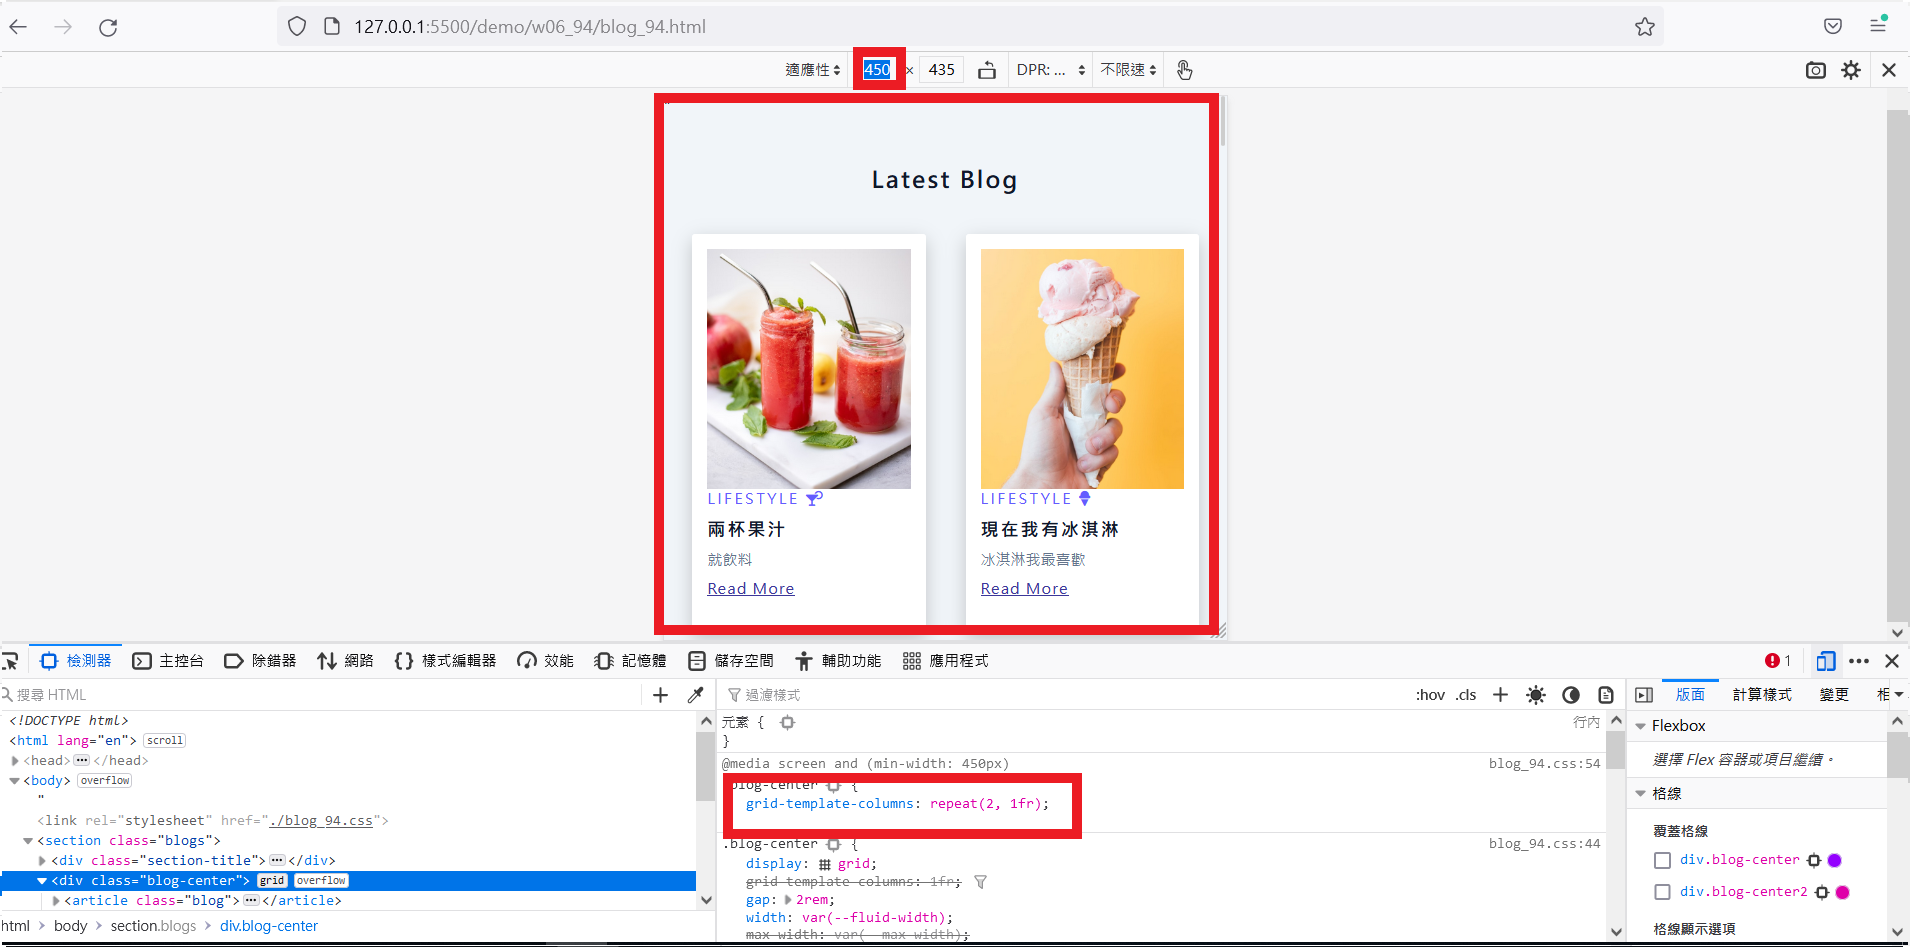 127.0.0.1:5500/demo/w06_94/blog_94.html
適應性 450 × 435 DPR: ... 不限速
Latest Blog
LIFESTYLE
兩杯果汁
就飲料
Read More
LIFESTYLE
現在我有冰淇淋
冰淇淋我最喜歡
Read More
檢測器 主控台 除錯器 網路 樣式編輯器 效能 記憶體 儲存空間 輔助功能 應用程式 1
搜尋 HTML
<!DOCTYPE html>
<html lang="en"> scroll
<head> ... </head>
<body> overflow
"
<link rel="stylesheet" href="./blog_94.css">
<section class="blogs">
<div class="section-title"> ... </div>
<div class="blog-center"> grid overflow
<article class="blog"> ... </article>
html > body > section.blogs > div.blog-center
過濾樣式 :hov .cls +
元素 { 行內
}
@media screen and (min-width: 450px) blog_94.css:54
.blog-center {
grid-template-columns: repeat(2, 1fr);
.blog-center { blog_94.css:44
display: grid;
grid-template-columns: 1fr;
gap: 2rem;
width: var(--fluid-width);
max-width: var(--max-width);
版面 計算樣式 變更 相
Flexbox
選擇 Flex 容器或項目繼續。
格線
覆蓋格線
div.blog-center
div.blog-center2
格線顯示選項